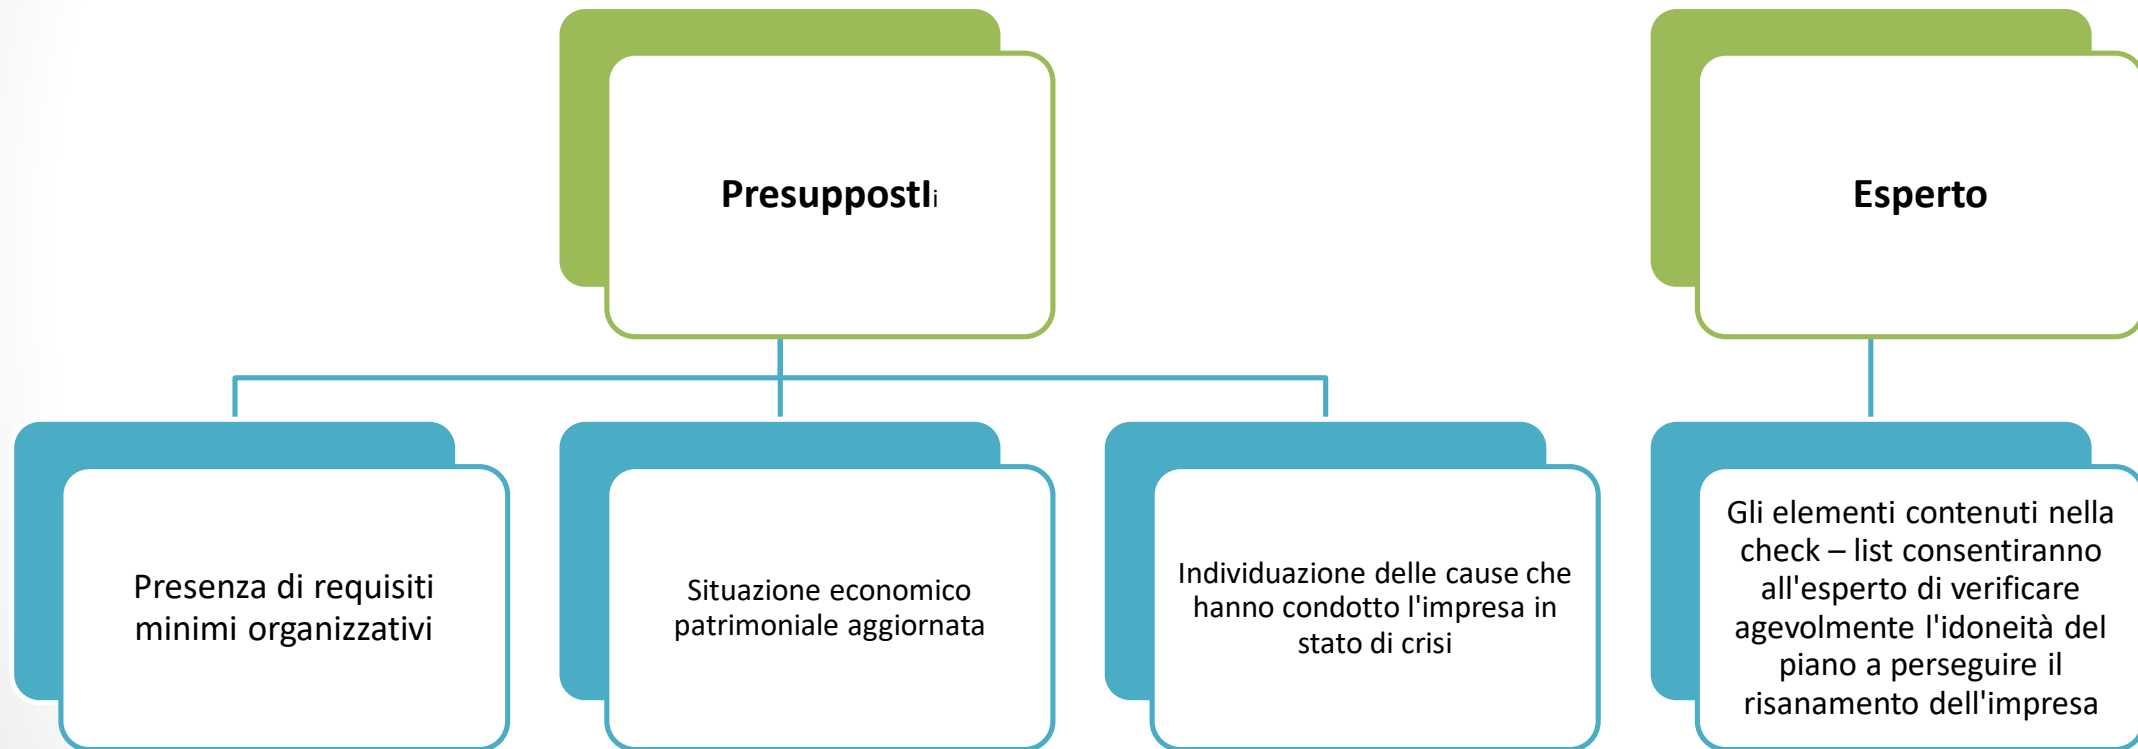 PresuppostIi
Esperto
Presenza di requisiti
minimi organizzativi
Situazione economico
patrimoniale aggiornata
Individuazione delle cause che
hanno condotto l'impresa in
stato di crisi
Gli elementi contenuti nella
check – list consentiranno
all'esperto di verificare
agevolmente l'idoneità del
piano a perseguire il
risanamento dell'impresa